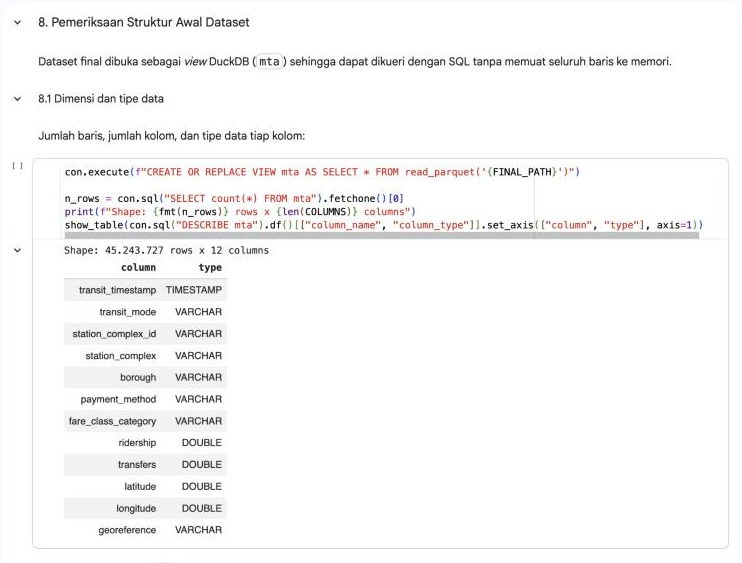 8. Pemeriksaan Struktur Awal Dataset
Dataset final dibuka sebagai view DuckDB ( mta ) sehingga dapat dikueri dengan SQL tanpa memuat seluruh baris ke memori.
8.1 Dimensi dan tipe data
Jumlah baris, jumlah kolom, dan tipe data tiap kolom:
[ ]
con.execute(f"CREATE OR REPLACE VIEW mta AS SELECT * FROM read_parquet('{FINAL_PATH}')")
n_rows = con.sql("SELECT count(*) FROM mta").fetchone()[0]
print(f"Shape: {fmt(n_rows)} rows x {len(COLUMNS)} columns")
show_table(con.sql("DESCRIBE mta").df()[["column_name", "column_type"]].set_axis(["column", "type"], axis=1))
Shape: 45.243.727 rows x 12 columns
column type
transit_timestamp TIMESTAMP
transit_mode VARCHAR
station_complex_id VARCHAR
station_complex VARCHAR
borough VARCHAR
payment_method VARCHAR
fare_class_category VARCHAR
ridership DOUBLE
transfers DOUBLE
latitude DOUBLE
longitude DOUBLE
georeference VARCHAR